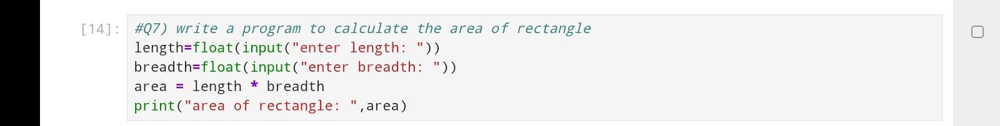 [14]: #Q7) write a program to calculate the area of rectangle
length=float(input("enter length: "))
breadth=float(input("enter breadth: "))
area = length * breadth
print("area of rectangle: ",area)